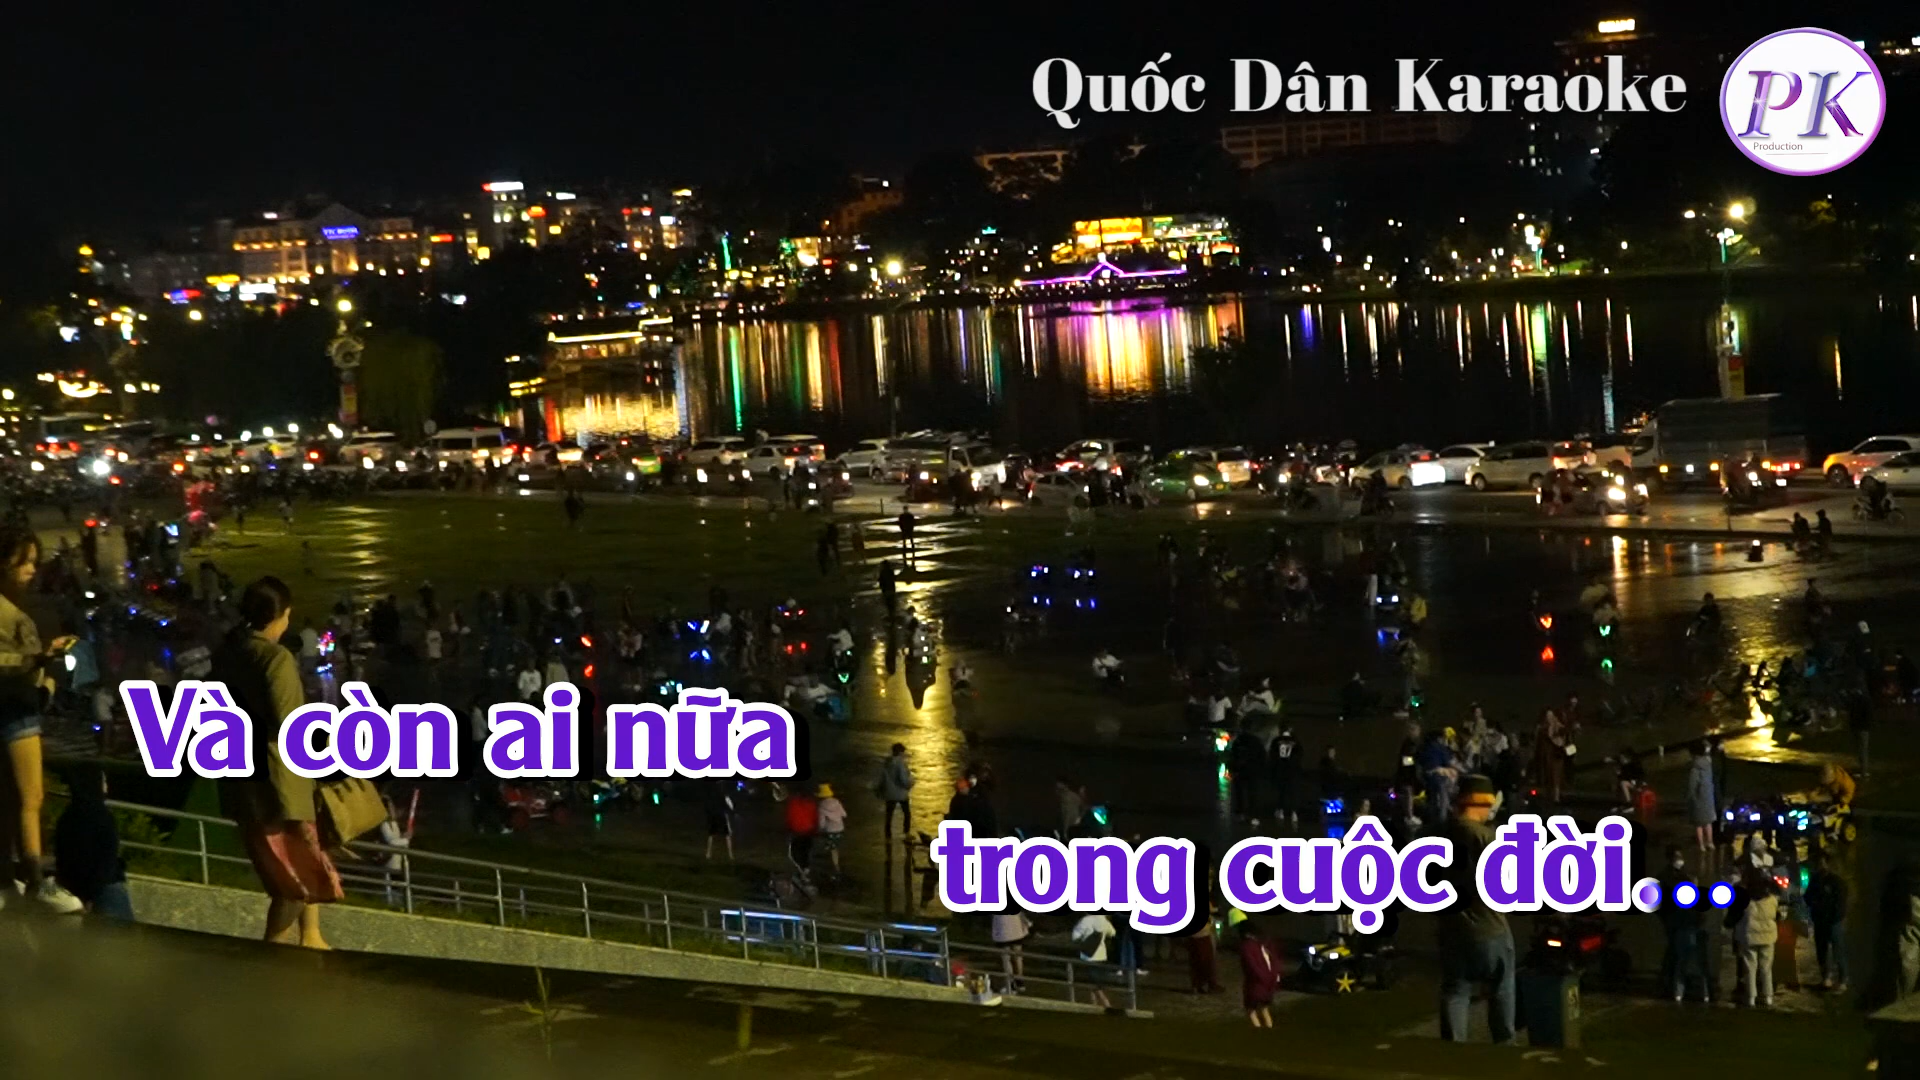 Quốc Dân Karaoke
PK
Production
Và còn ai nữa
trong cuộc đời...